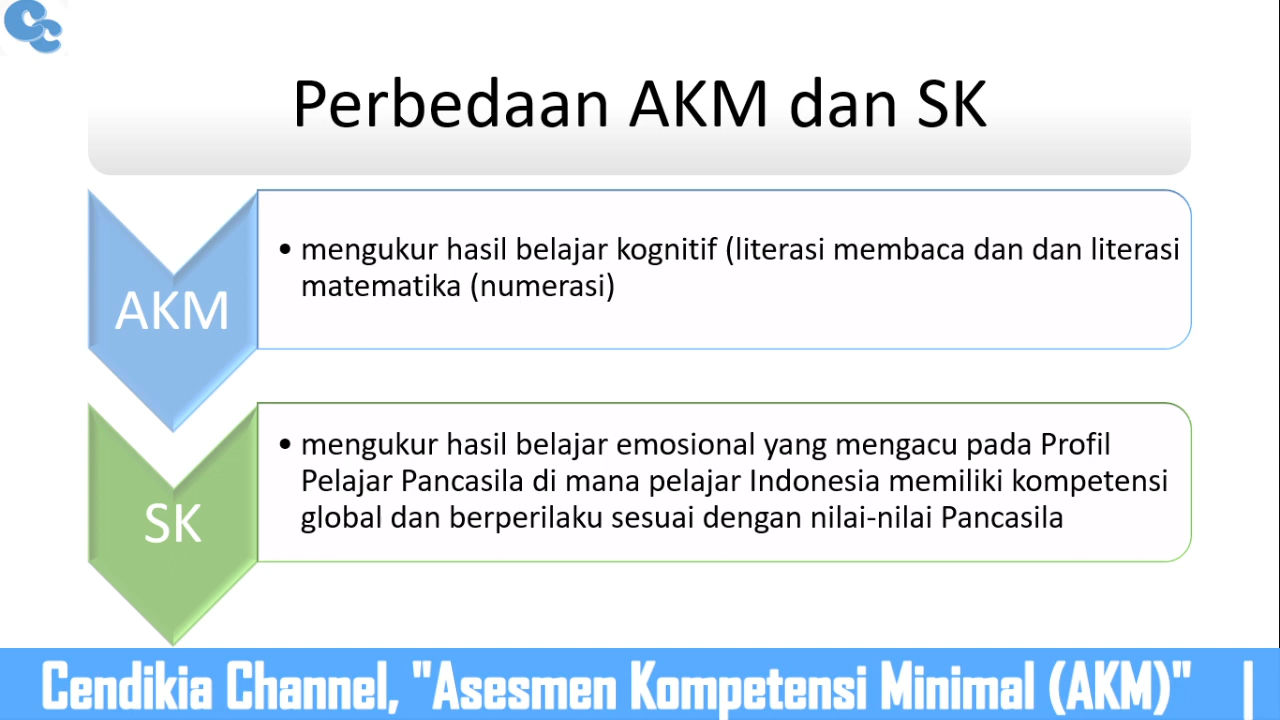 Perbedaan AKM dan SK
AKM
• mengukur hasil belajar kognitif (literasi membaca dan dan literasi
matematika (numerasi)
SK
• mengukur hasil belajar emosional yang mengacu pada Profil
Pelajar Pancasila di mana pelajar Indonesia memiliki kompetensi
global dan berperilaku sesuai dengan nilai-nilai Pancasila
Cendikia Channel, "Asesmen Kompetensi Minimal (AKM)" |